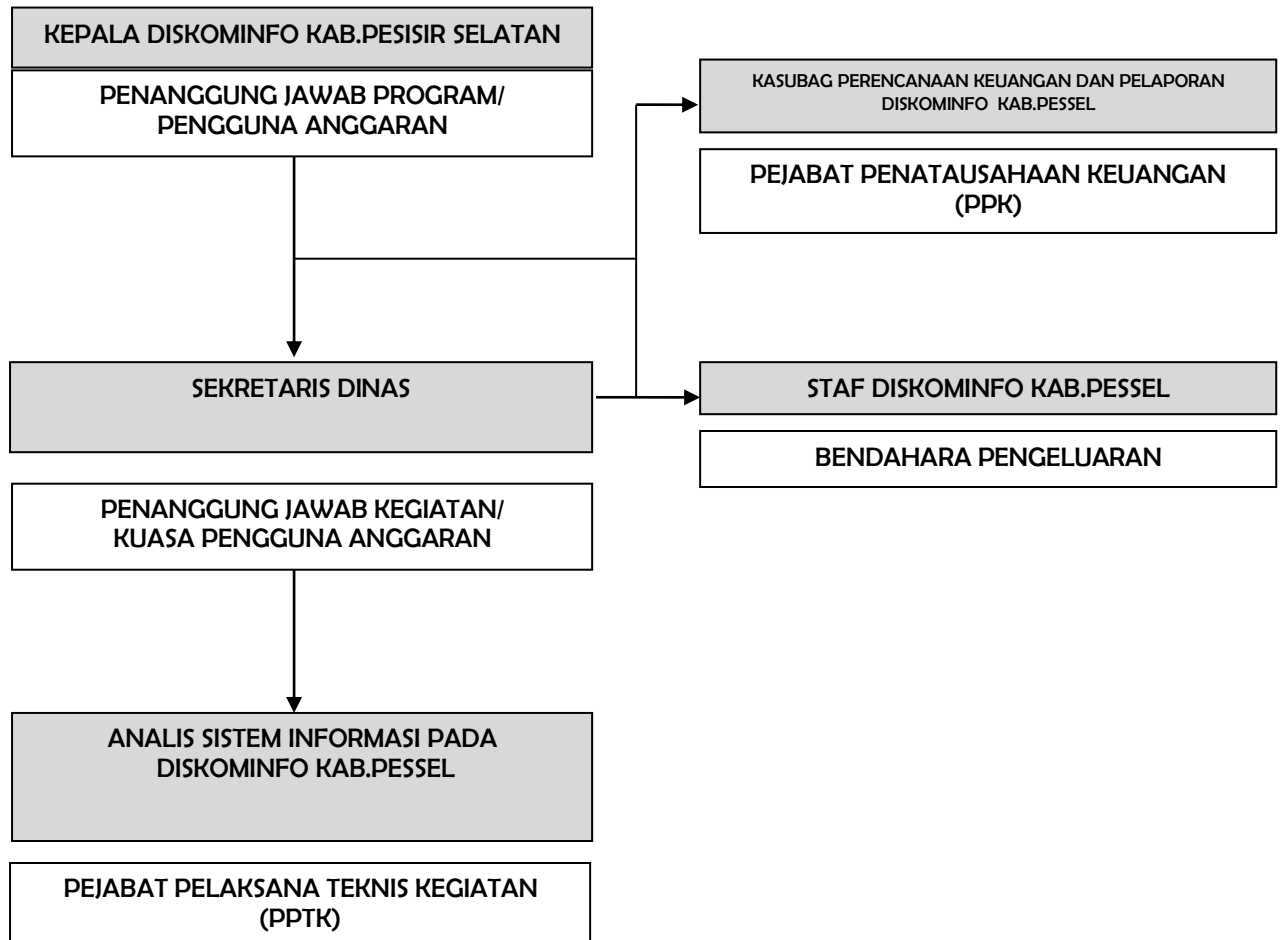 KEPALA DISKOMINFO KAB.PESISIR SELATAN
PENANGGUNG JAWAB PROGRAM/
PENGGUNA ANGGARAN
KASUBAG PERENCANAAN KEUANGAN DAN PELAPORAN
DISKOMINFO KAB.PESSEL
PEJABAT PENATAUSAHAAN KEUANGAN
(PPK)
SEKRETARIS DINAS
STAF DISKOMINFO KAB.PESSEL
BENDAHARA PENGELUARAN
PENANGGUNG JAWAB KEGIATAN/
KUASA PENGGUNA ANGGARAN
ANALIS SISTEM INFORMASI PADA
DISKOMINFO KAB.PESSEL
PEJABAT PELAKSANA TEKNIS KEGIATAN
(PPTK)